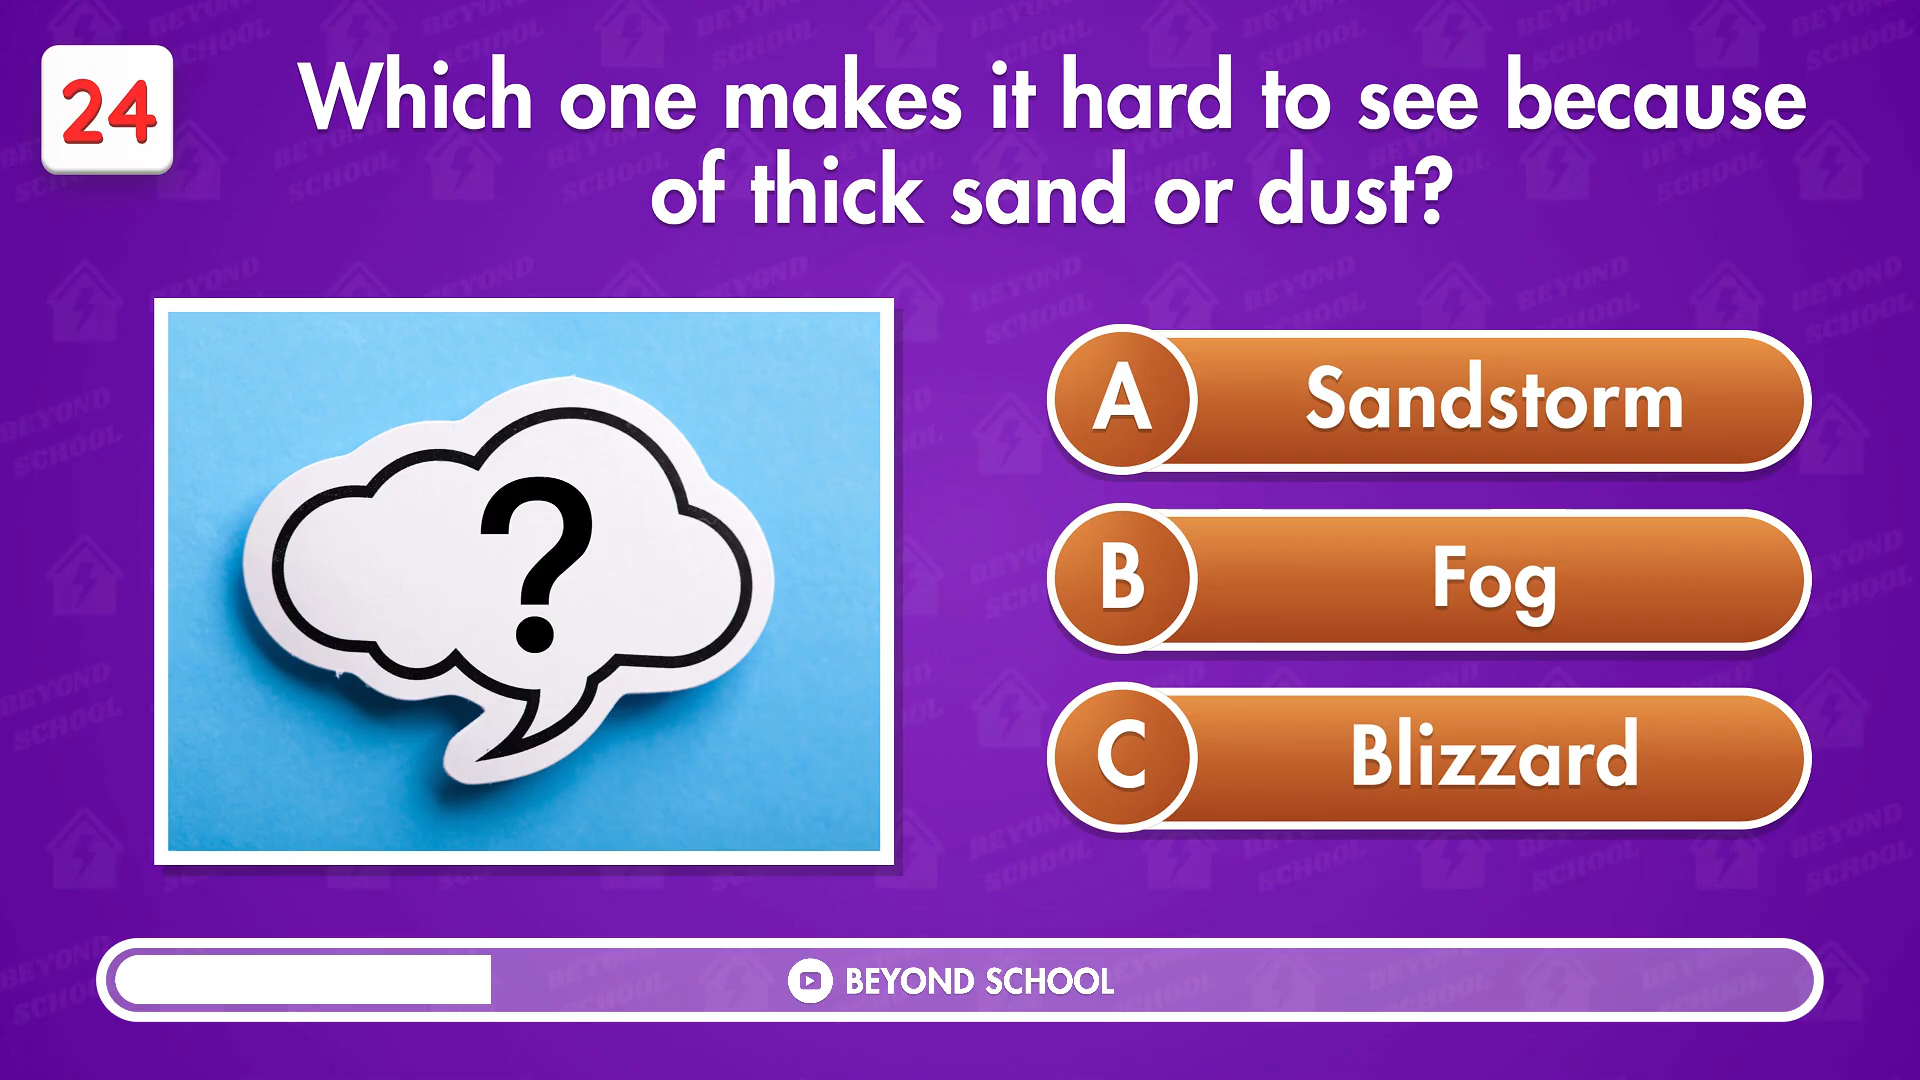 24
Which one makes it hard to see because
of thick sand or dust?
?
A Sandstorm
B Fog
C Blizzard
BEYOND SCHOOL